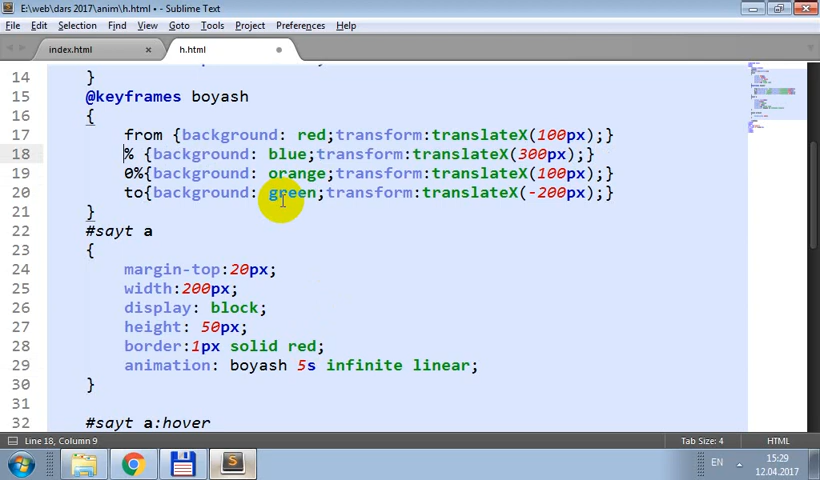 E:\web\dars 2017\anim\h.html • - Sublime Text
File Edit Selection Find View Goto Tools Project Preferences Help
index.html × h.html
14 }
15 @keyframes boyash
16 {
17 from {background: red;transform:translateX(100px);}
18 % {background: blue;transform:translateX(300px);}
19 0%{background: orange;transform:translateX(100px);}
20 to{background: green;transform:translateX(-200px);}
21 }
22 #sayt a
23 {
24 margin-top:20px;
25 width:200px;
26 display: block;
27 height: 50px;
28 border:1px solid red;
29 animation: boyash 5s infinite linear;
30 }
31
32 #sayt a:hover
33 {
Line 18, Column 9 Tab Size: 4 HTML
EN 15:29
12.04.2017